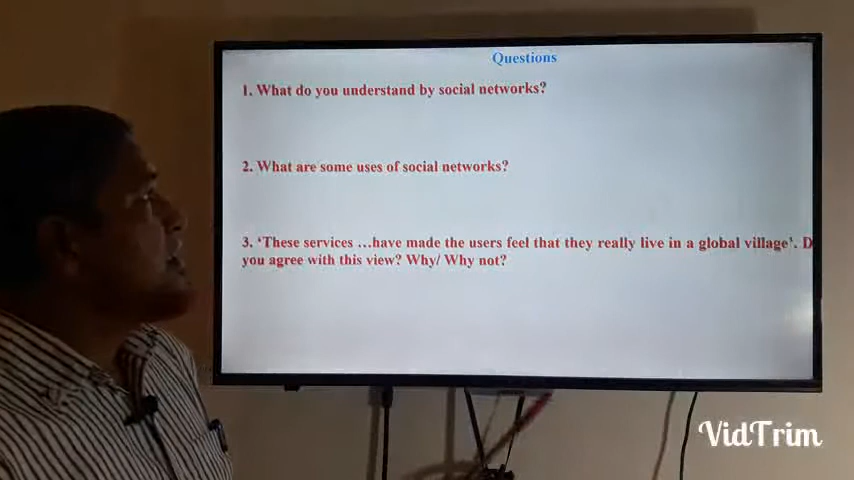 Questions
1. What do you understand by social networks?
2. What are some uses of social networks?
3. ‘These services ...have made the users feel that they really live in a global village’. D
you agree with this view? Why/ Why not?
VidTrim